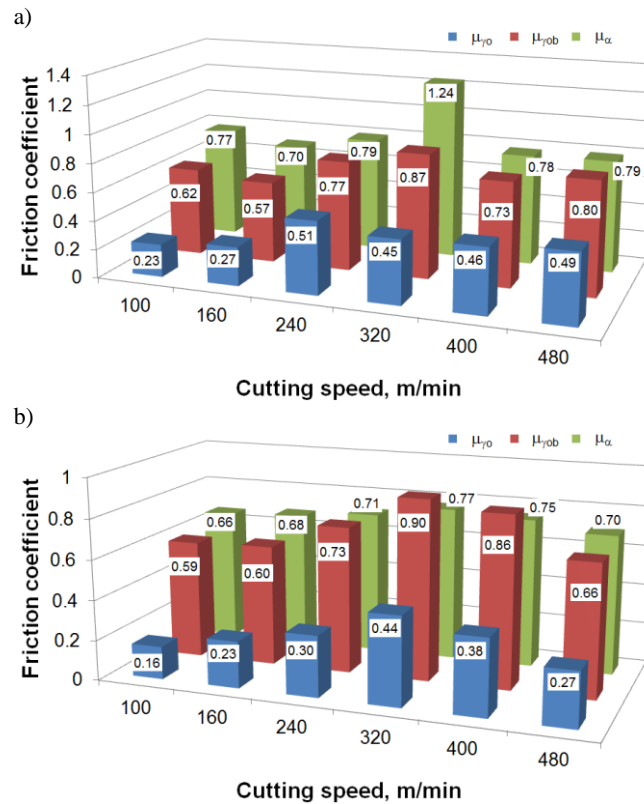 a)
μγo μγob μα
Friction coefficient
1.4
1.2
1
0.8
0.6
0.4
0.2
0
0.77 0.70 0.79 1.24 0.78 0.79
0.62 0.57 0.77 0.87 0.73 0.80
0.23 0.27 0.51 0.45 0.46 0.49
100 160 240 320 400 480
Cutting speed, m/min
b)
μγo μγob μα
Friction coefficient
1
0.8
0.6
0.4
0.2
0
0.66 0.68 0.71 0.77 0.75 0.70
0.59 0.60 0.73 0.90 0.86 0.66
0.16 0.23 0.30 0.44 0.38 0.27
100 160 240 320 400 480
Cutting speed, m/min